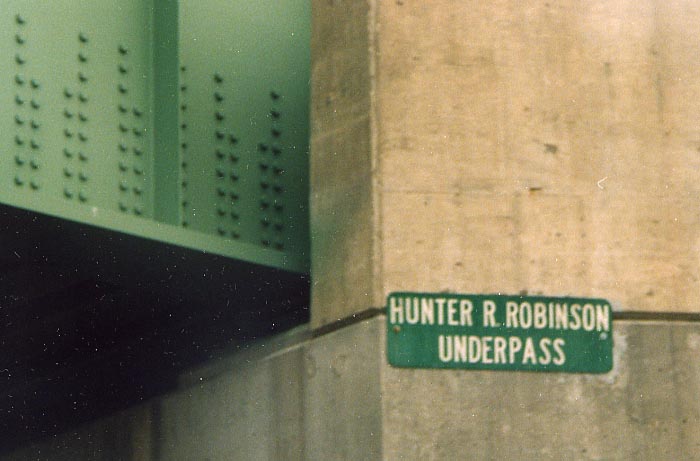 HUNTER R. ROBINSON
UNDERPASS